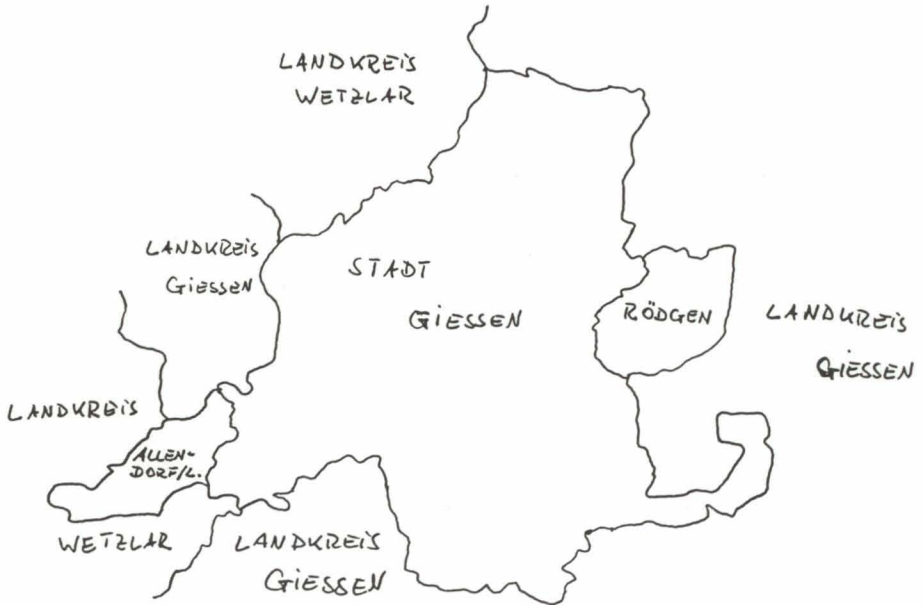 LANDKREIS
WETZLAR
LANDKREIS
GIESSEN
STADT
GIESSEN
RÖDGEN
LANDKREIS
GIESSEN
LANDKREIS
ALLEN-
DORF/L.
WETZLAR
LANDKREIS
GIESSEN